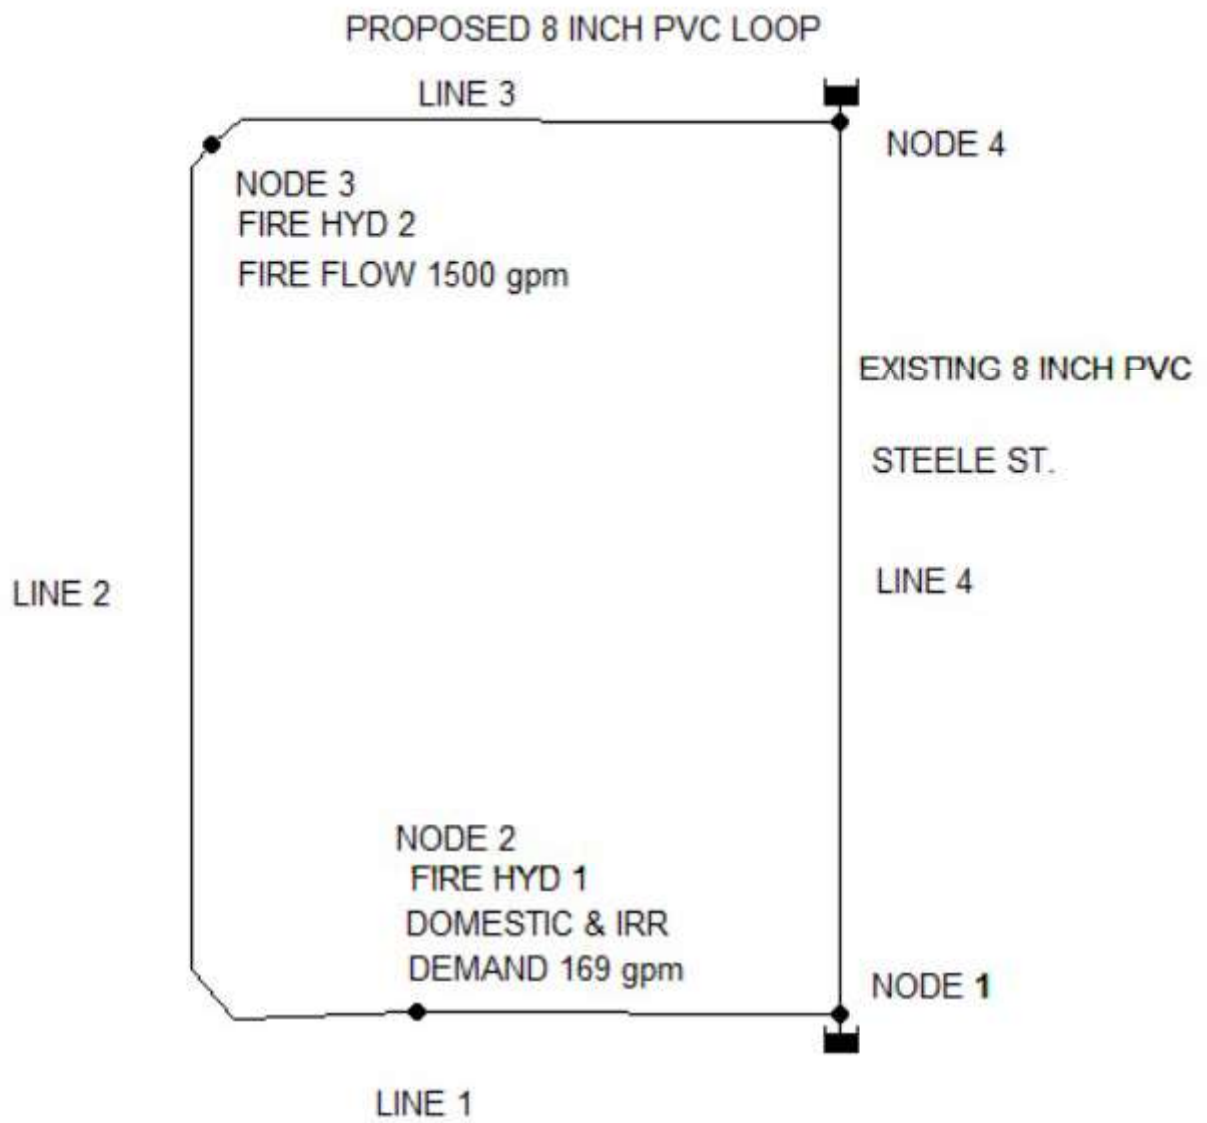 PROPOSED 8 INCH PVC LOOP
LINE 3
NODE 4
NODE 3
FIRE HYD 2
FIRE FLOW 1500 gpm
EXISTING 8 INCH PVC
STEELE ST.
LINE 2
LINE 4
NODE 2
FIRE HYD 1
DOMESTIC & IRR
DEMAND 169 gpm
NODE 1
LINE 1